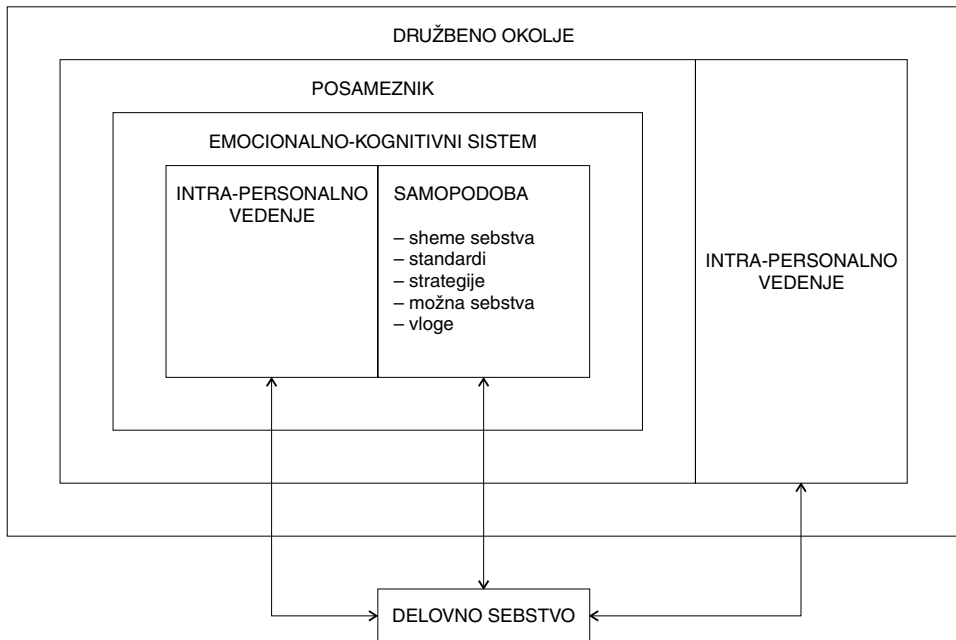 DRUŽBENO OKOLJE
POSAMEZNIK
EMOCIONALNO-KOGNITIVNI SISTEM
INTRA-PERSONALNO
VEDENJE
SAMOPODOBA
– sheme sebstva
– standardi
– strategije
– možna sebstva
– vloge
INTRA-PERSONALNO
VEDENJE
DELOVNO SEBSTVO